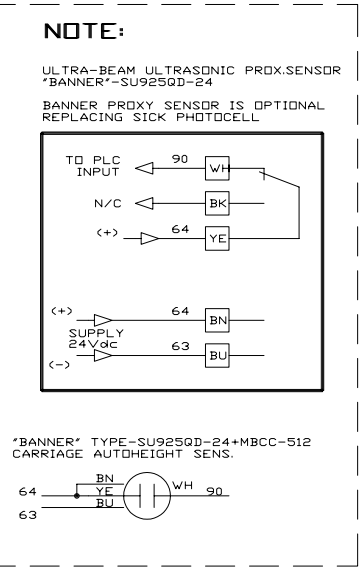 NOTE:
ULTRA-BEAM ULTRASONIC PROX.SENSOR
"BANNER"-SU925QD-24
BANNER PROXY SENSOR IS OPTIONAL
REPLACING SICK PHOTOCELL
TO PLC
INPUT
90
WH
N/C
BK
(+)
64
YE
(+)
64
BN
SUPPLY
24Vdc
63
BU
(-)
"BANNER" TYPE-SU925QD-24+MBCC-512
CARRIAGE AUTOHEIGHT SENS.
BN
64
YE
WH
90
BU
63